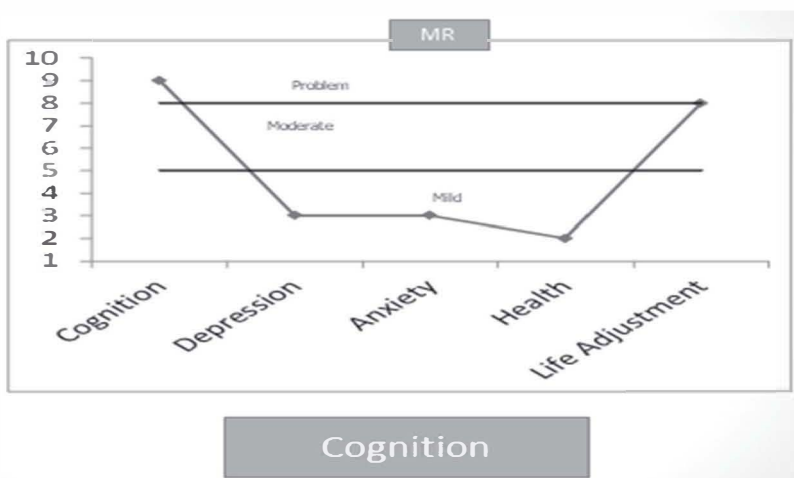 MR
10
9
8
7
6
5
4
3
2
1
Problem
Moderate
Mild
Cognition
Depression
Anxiety
Health
Life Adjustment
Cognition